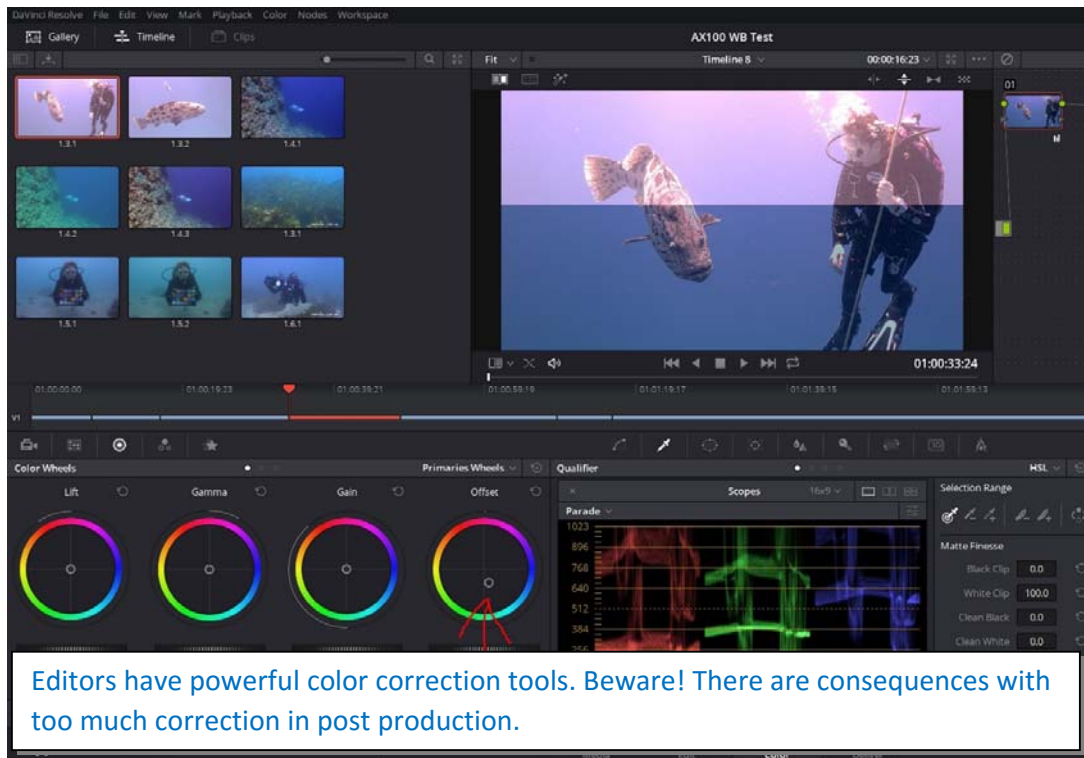 DaVinci Resolve File Edit View Mark Playback Color Nodes Workspace
Gallery Timeline Clips AX100 WB Test
Fit Timeline 8 00:00:16:23
01
1.3.1 1.3.2 1.4.1
1.4.2 1.4.3 1.3.1
1.5.1 1.5.2 1.6.1
01:00:33:24
01:00:00:00 01:00:19:23 01:00:39:21 01:00:59:19 01:01:19:17 01:01:39:15 01:01:59:13
V1
Color Wheels Primaries Wheels Qualifier HSL
Lift Gamma Gain Offset Scopes 16x9 Selection Range
Parade
1023
896
768
640
512
384
256
Matte Finesse
Black Clip 0.0
White Clip 100.0
Clean Black 0.0
Clean White 0.0
Editors have powerful color correction tools. Beware! There are consequences with
too much correction in post production.